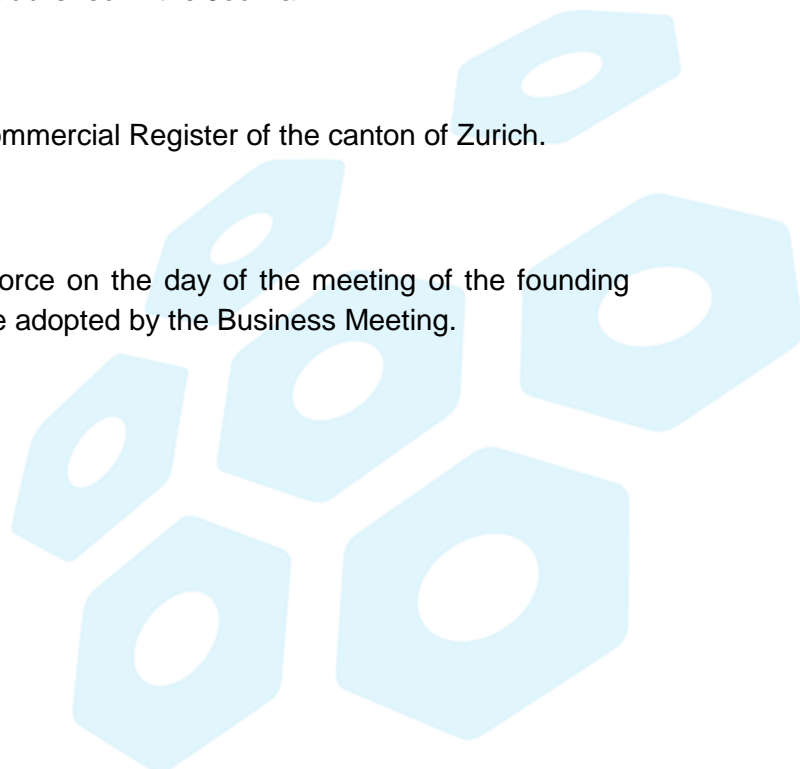 ommercial Register of the canton of Zurich.
orce on the day of the meeting of the founding
e adopted by the Business Meeting.